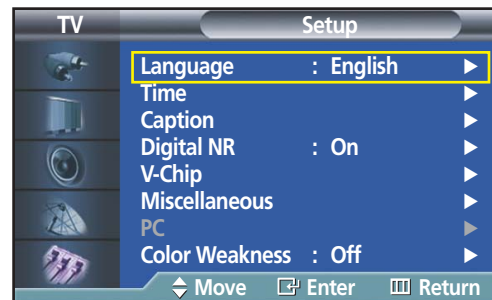 TV Setup
Language : English
Time
Caption
Digital NR : On
V-Chip
Miscellaneous
PC
Color Weakness : Off
Move Enter Return